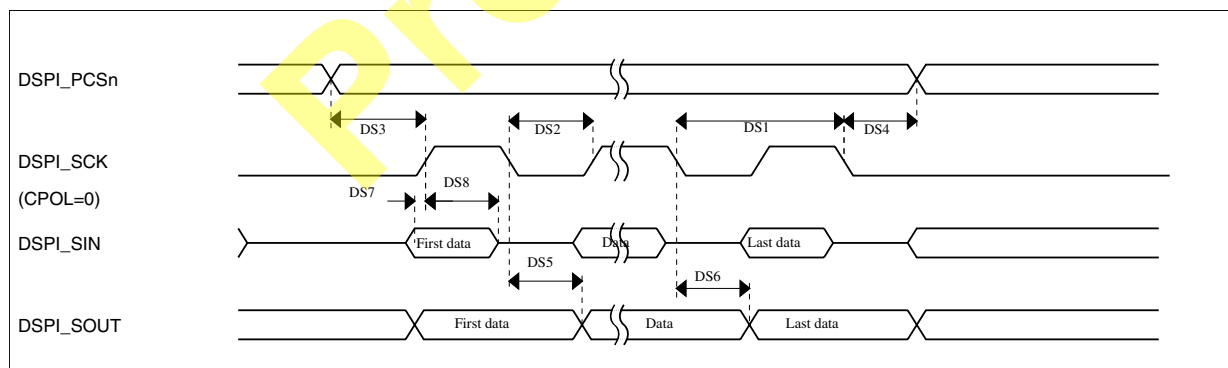 DSPI_PCSn
DS3
DS2
DS1
DS4
DSPI_SCK
(CPOL=0)
DS7
DS8
DSPI_SIN
First data
Data
Last data
DS5
DS6
DSPI_SOUT
First data
Data
Last data
Pre